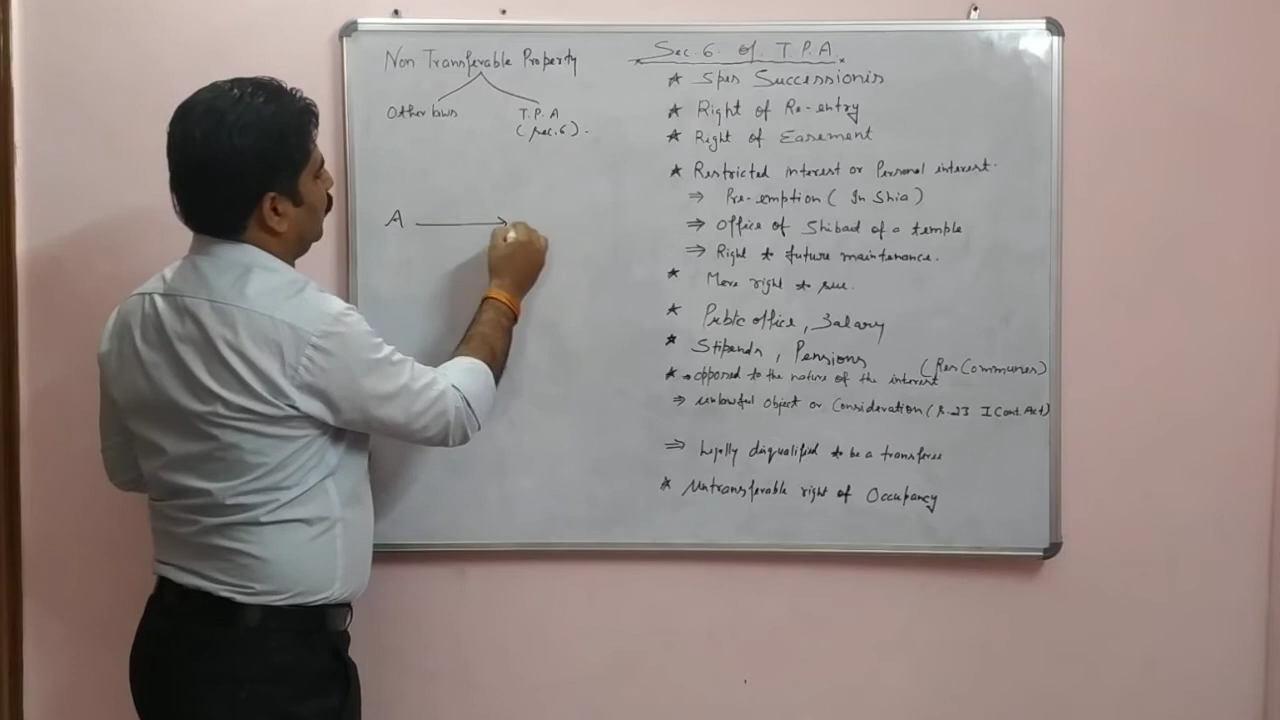 Non Transferable Property
Other laws
T.P.A
(sec.6).
A
Sec. 6. of T.P.A.
* Spes Successionis
* Right of Re-entry
* Right of Easement
* Restricted interest or Personal interest.
⇒ Pre-emption (In Shia)
⇒ Office of Shibad of a temple
⇒ Right to future maintenance.
* Mere right to sue.
* Public office, Salary
* Stipends, Pensions
(Res Communes)
* opposed to the nature of the interest
⇒ unlawful Object or Consideration (s.23 I Cont. Act)
⇒ Legally disqualified to be a transferee
* Untransferable right of Occupancy